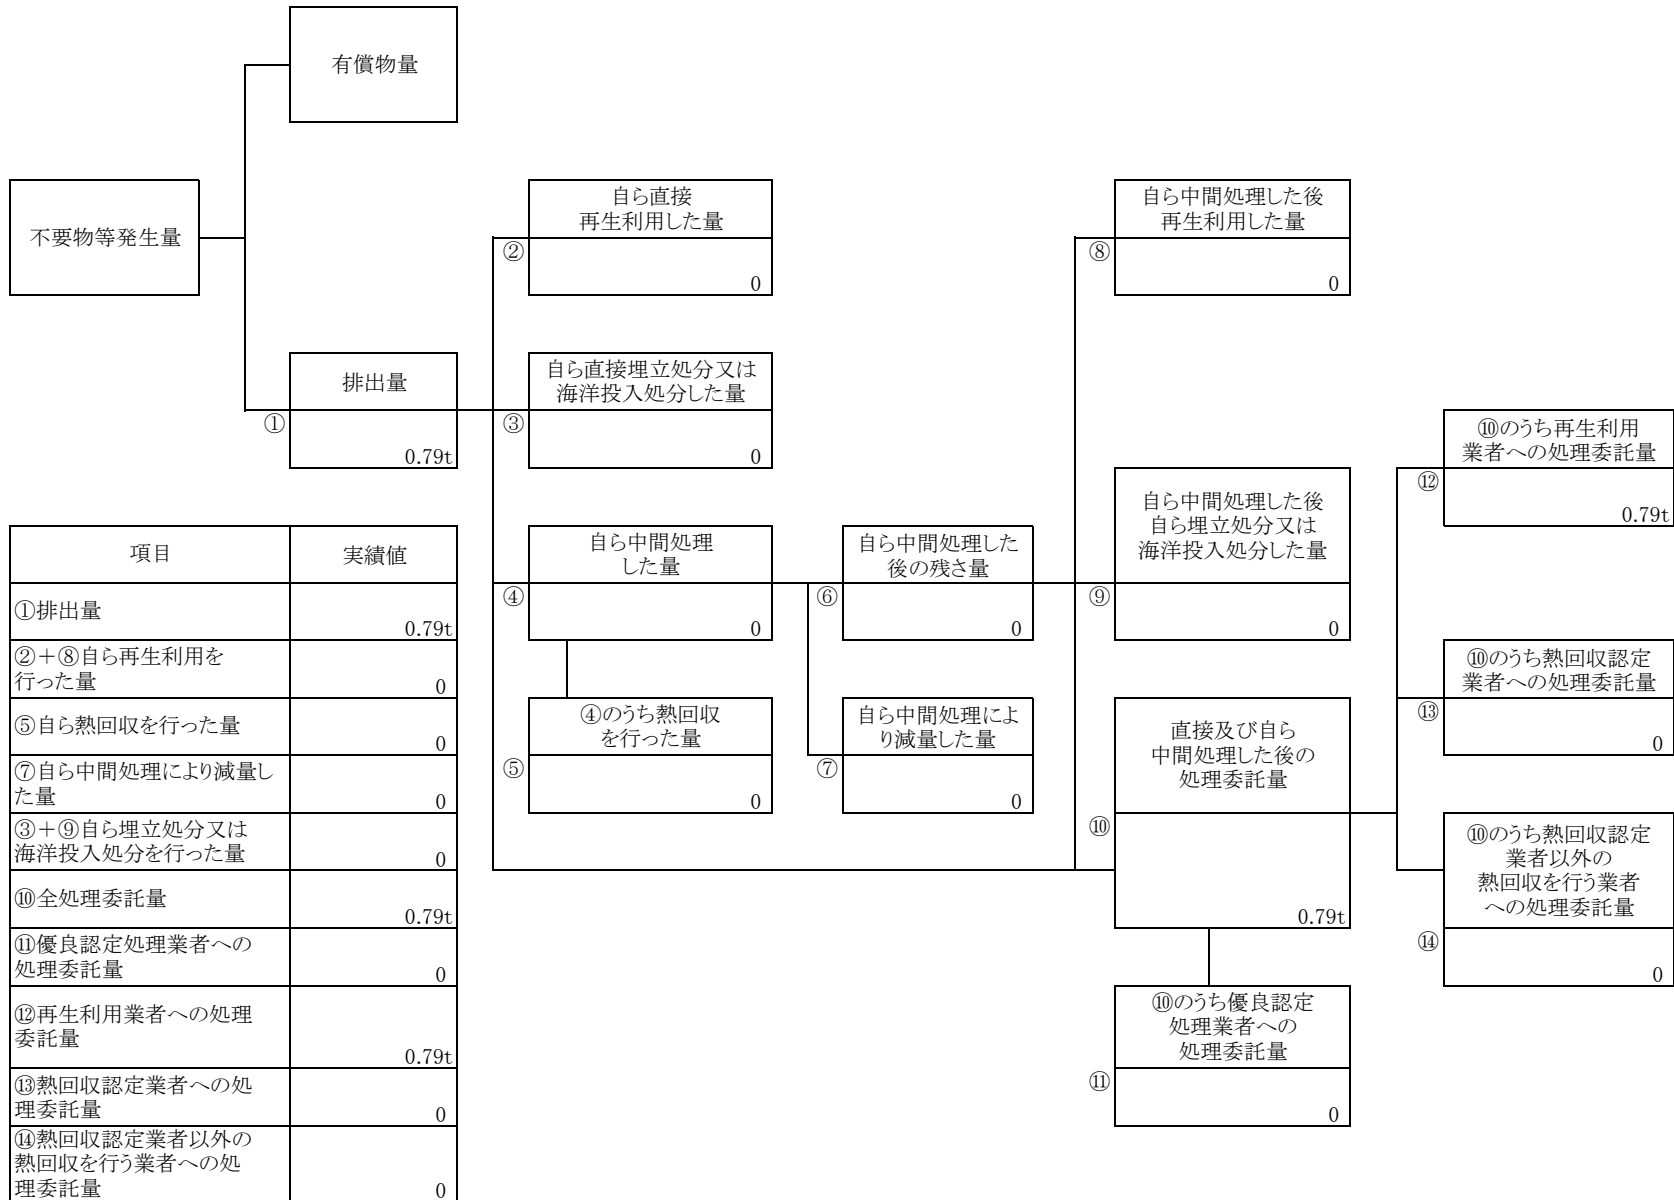 有償物量
不要物等発生量
排出量
①
0.79t
自ら直接
再生利用した量
②
0
自ら直接埋立処分又は
海洋投入処分した量
③
0
自ら中間処理
した量
④
0
④のうち熱回収
を行った量
⑤
0
自ら中間処理した
後の残さ量
⑥
0
自ら中間処理によ
り減量した量
⑦
0
自ら中間処理した後
再生利用した量
⑧
0
自ら中間処理した後
自ら埋立処分又は
海洋投入処分した量
⑨
0
直接及び自ら
中間処理した後の
処理委託量
⑩
0.79t
⑩のうち優良認定
処理業者への
処理委託量
⑪
0
⑩のうち再生利用
業者への処理委託量
⑫
0.79t
⑩のうち熱回収認定
業者への処理委託量
⑬
0
⑩のうち熱回収認定
業者以外の
熱回収を行う業者
への処理委託量
⑭
0
項目 実績値
①排出量
0.79t
②+⑧自ら再生利用を
行った量
0
⑤自ら熱回収を行った量
0
⑦自ら中間処理により減量し
た量
0
③+⑨自ら埋立処分又は
海洋投入処分を行った量
0
⑩全処理委託量
0.79t
⑪優良認定処理業者への
処理委託量
0
⑫再生利用業者への処理
委託量
0.79t
⑬熱回収認定業者への処
理委託量
0
⑭熱回収認定業者以外の
熱回収を行う業者への処
理委託量
0